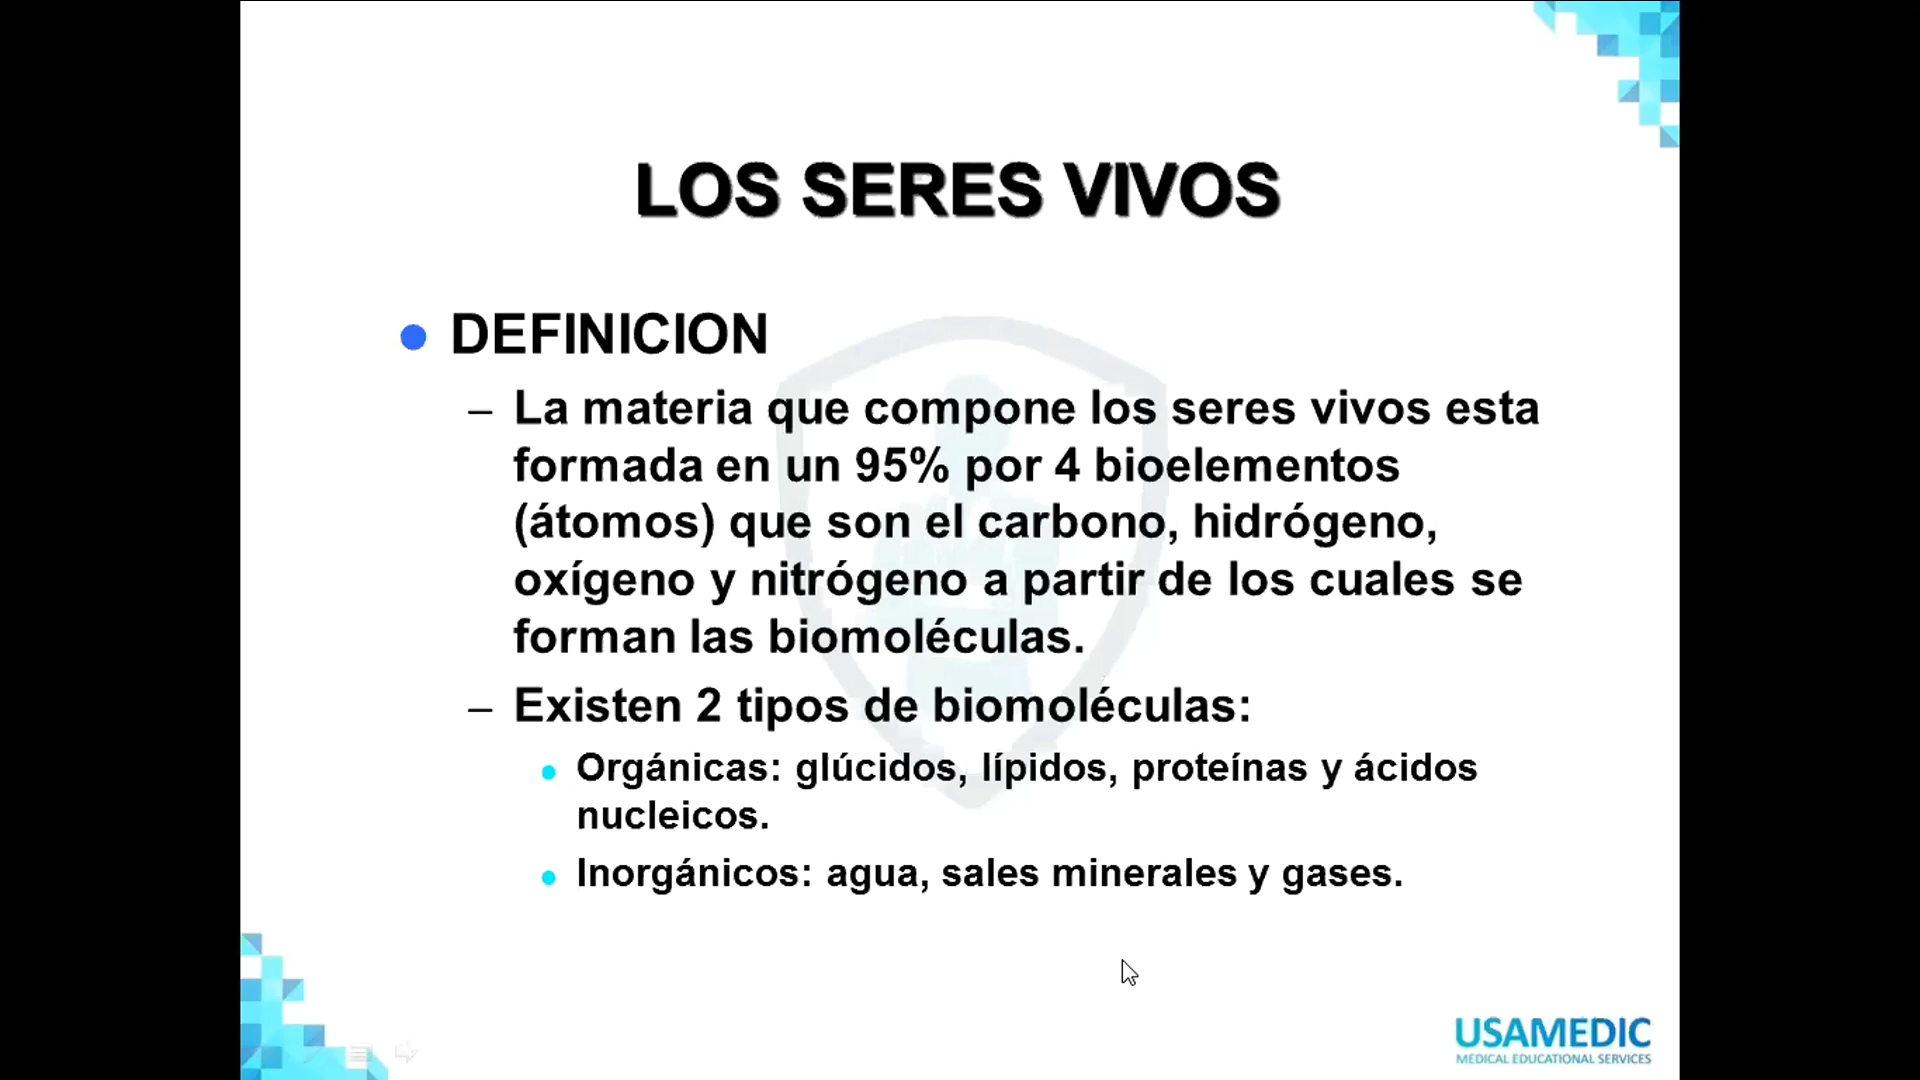 LOS SERES VIVOS
● DEFINICION
– La materia que compone los seres vivos esta
formada en un 95% por 4 bioelementos
(átomos) que son el carbono, hidrógeno,
oxígeno y nitrógeno a partir de los cuales se
forman las biomoléculas.
– Existen 2 tipos de biomoléculas:
• Orgánicas: glúcidos, lípidos, proteínas y ácidos
nucleicos.
• Inorgánicos: agua, sales minerales y gases.
USAMEDIC
MEDICAL EDUCATIONAL SERVICES